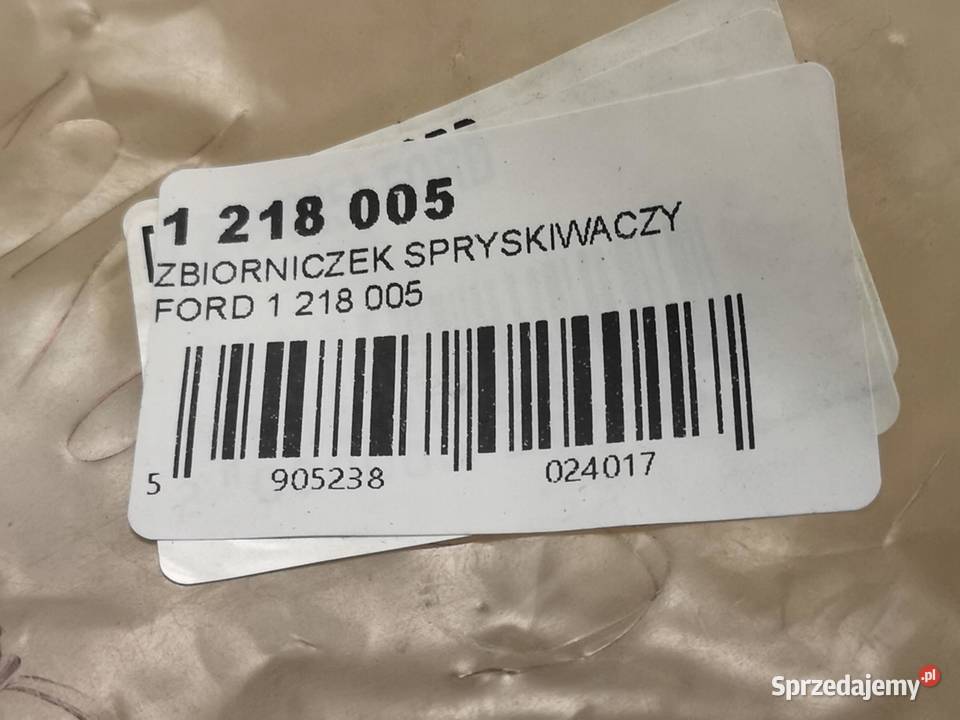 1 218 005
ZBIORNICZEK SPRYSKIWACZY
FORD 1 218 005
5 905238 024017
Sprzedajemy.pl